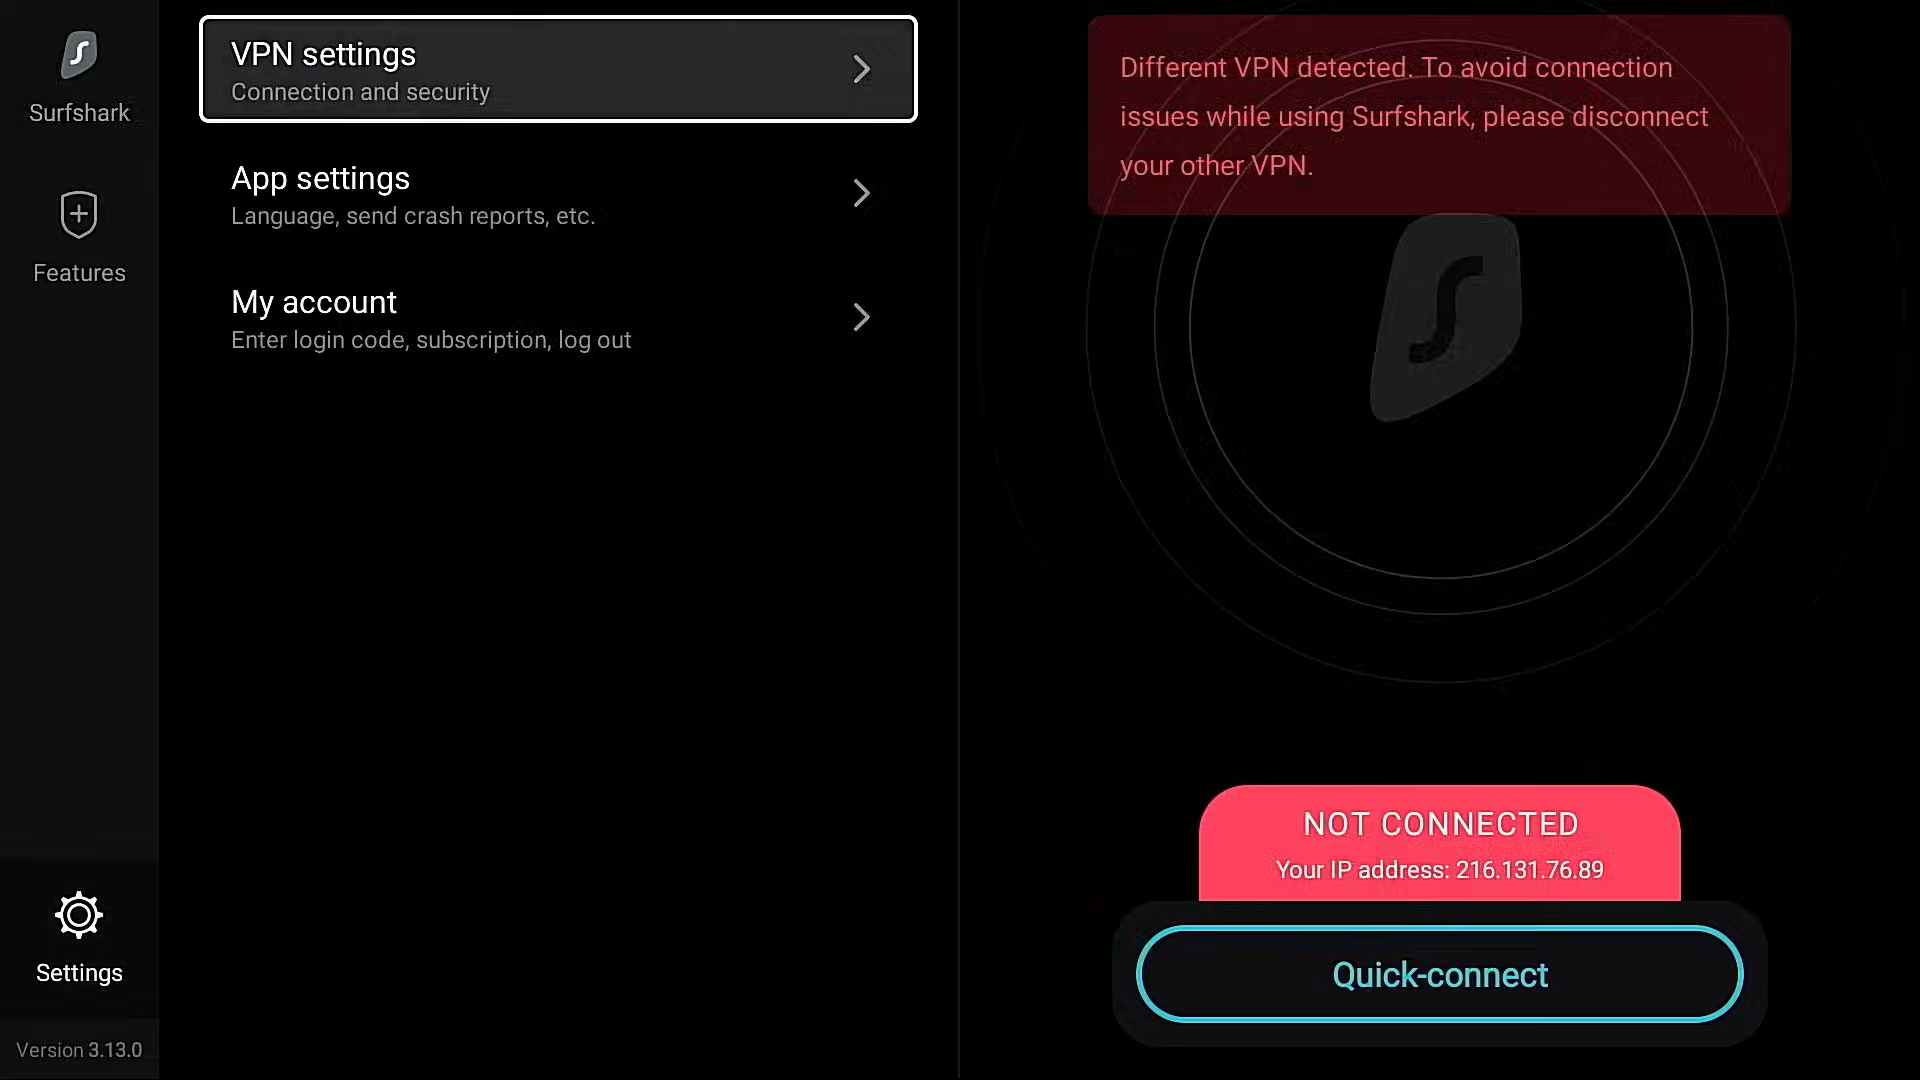 Surfshark
Features
Settings
Version 3.13.0
VPN settings
Connection and security
App settings
Language, send crash reports, etc.
My account
Enter login code, subscription, log out
Different VPN detected. To avoid connection
issues while using Surfshark, please disconnect
your other VPN.
NOT CONNECTED
Your IP address: 216.131.76.89
Quick-connect